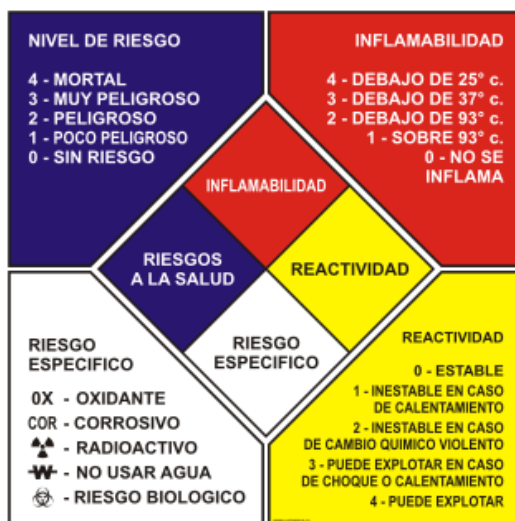 NIVEL DE RIESGO
4 - MORTAL
3 - MUY PELIGROSO
2 - PELIGROSO
1 - POCO PELIGROSO
0 - SIN RIESGO
INFLAMABILIDAD
4 - DEBAJO DE 25° c.
3 - DEBAJO DE 37° c.
2 - DEBAJO DE 93° c.
1 - SOBRE 93° c.
0 - NO SE
INFLAMA
INFLAMABILIDAD
RIESGOS
A LA SALUD
REACTIVIDAD
RIESGO
ESPECIFICO
RIESGO
ESPECIFICO
0X - OXIDANTE
COR - CORROSIVO
- RADIOACTIVO
W - NO USAR AGUA
- RIESGO BIOLOGICO
REACTIVIDAD
0 - ESTABLE
1 - INESTABLE EN CASO
DE CALENTAMIENTO
2 - INESTABLE EN CASO
DE CAMBIO QUIMICO VIOLENTO
3 - PUEDE EXPLOTAR EN CASO
DE CHOQUE O CALENTAMIENTO
4 - PUEDE EXPLOTAR